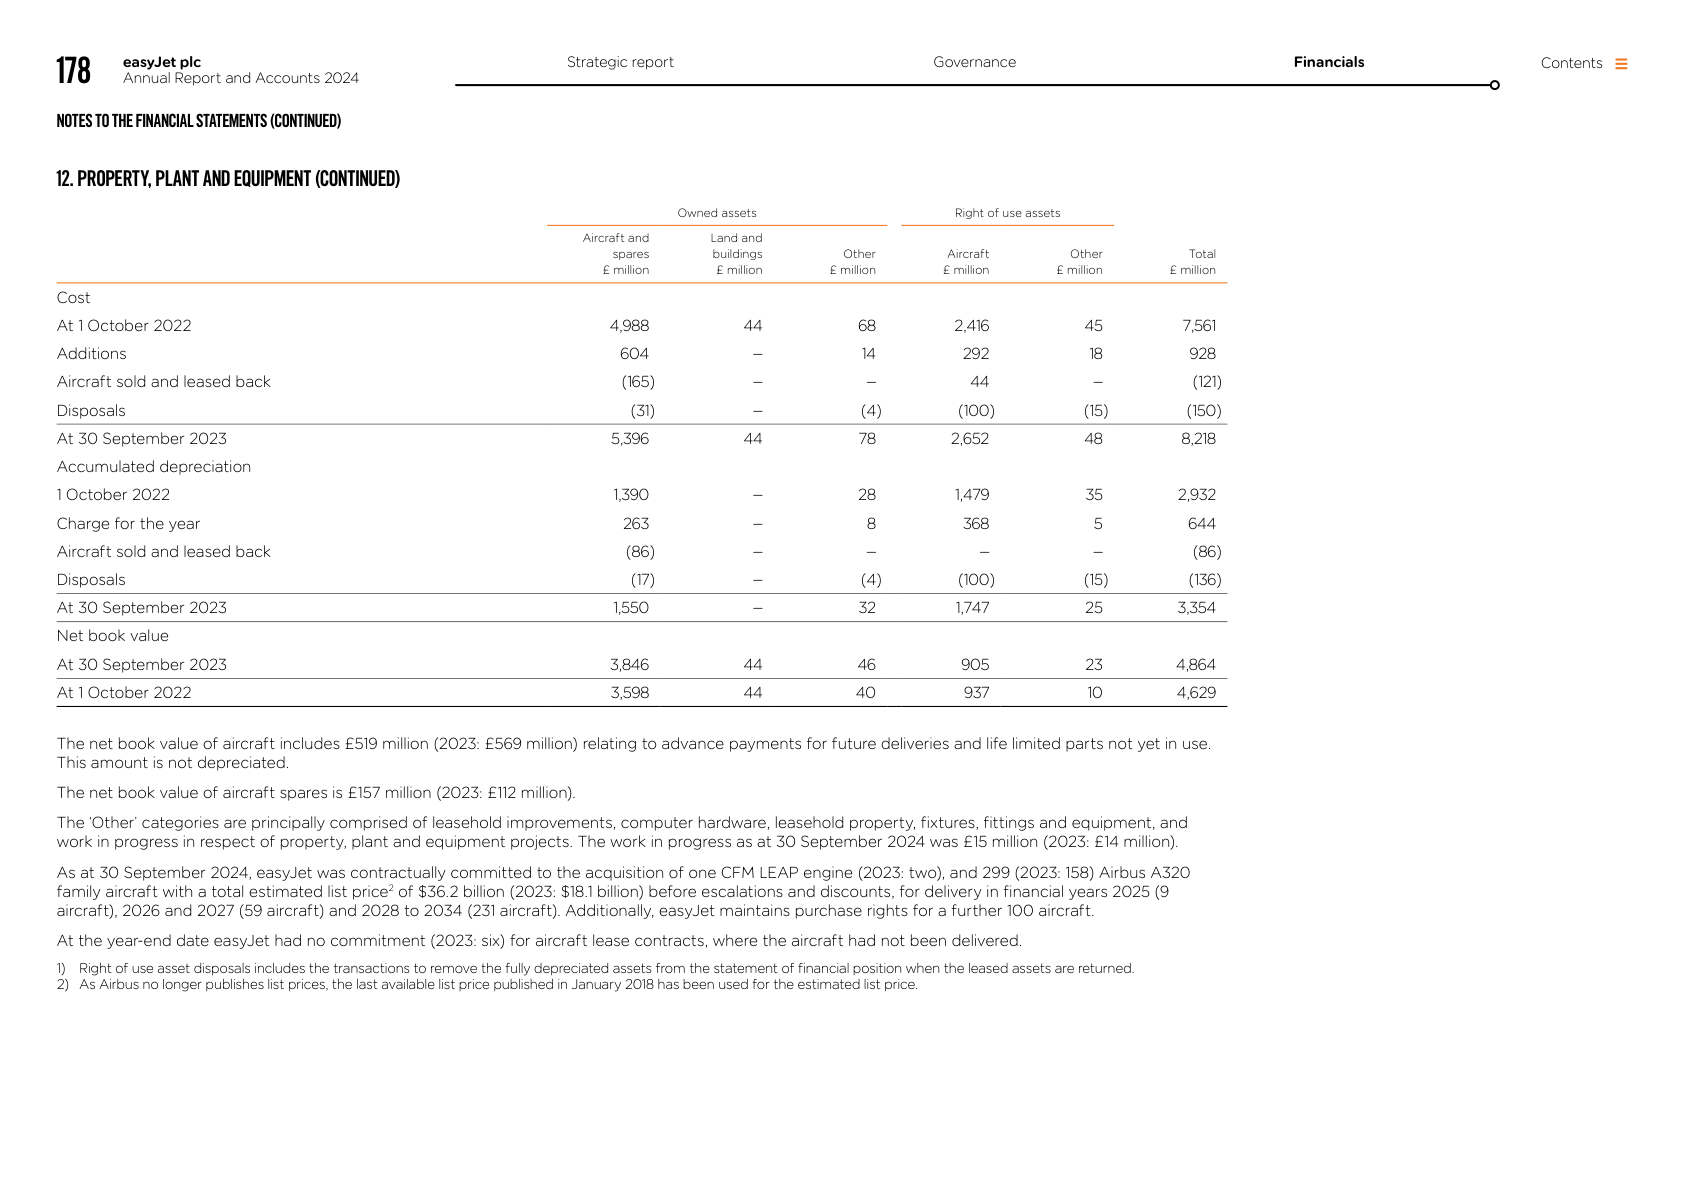 178
easyJet plc
Annual Report and Accounts 2024
Strategic report
Governance
Financials
Contents
NOTES TO THE FINANCIAL STATEMENTS (CONTINUED)
12. PROPERTY, PLANT AND EQUIPMENT (CONTINUED)
Owned assets Right of use assets
Aircraft and spares £ million Land and buildings £ million Other £ million Aircraft £ million Other £ million Total £ million
Cost
At 1 October 2022 4,988 44 68 2,416 45 7,561
Additions 604 – 14 292 18 928
Aircraft sold and leased back (165) – – 44 – (121)
Disposals (31) – (4) (100) (15) (150)
At 30 September 2023 5,396 44 78 2,652 48 8,218
Accumulated depreciation
1 October 2022 1,390 – 28 1,479 35 2,932
Charge for the year 263 – 8 368 5 644
Aircraft sold and leased back (86) – – – – (86)
Disposals (17) – (4) (100) (15) (136)
At 30 September 2023 1,550 – 32 1,747 25 3,354
Net book value
At 30 September 2023 3,846 44 46 905 23 4,864
At 1 October 2022 3,598 44 40 937 10 4,629
The net book value of aircraft includes £519 million (2023: £569 million) relating to advance payments for future deliveries and life limited parts not yet in use.
This amount is not depreciated.
The net book value of aircraft spares is £157 million (2023: £112 million).
The ‘Other’ categories are principally comprised of leasehold improvements, computer hardware, leasehold property, fixtures, fittings and equipment, and
work in progress in respect of property, plant and equipment projects. The work in progress as at 30 September 2024 was £15 million (2023: £14 million).
As at 30 September 2024, easyJet was contractually committed to the acquisition of one CFM LEAP engine (2023: two), and 299 (2023: 158) Airbus A320
family aircraft with a total estimated list price² of $36.2 billion (2023: $18.1 billion) before escalations and discounts, for delivery in financial years 2025 (9
aircraft), 2026 and 2027 (59 aircraft) and 2028 to 2034 (231 aircraft). Additionally, easyJet maintains purchase rights for a further 100 aircraft.
At the year-end date easyJet had no commitment (2023: six) for aircraft lease contracts, where the aircraft had not been delivered.
1) Right of use asset disposals includes the transactions to remove the fully depreciated assets from the statement of financial position when the leased assets are returned.
2) As Airbus no longer publishes list prices, the last available list price published in January 2018 has been used for the estimated list price.